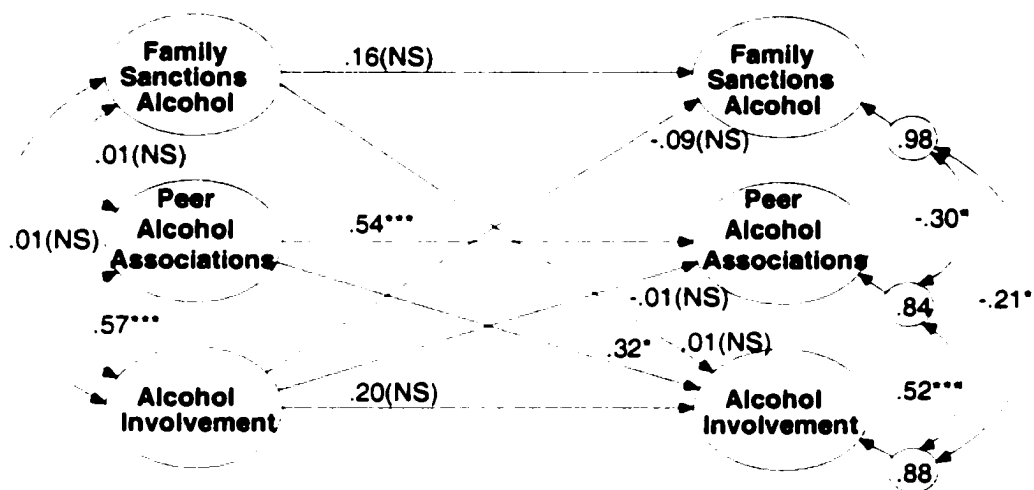 Family
Sanctions
Alcohol
.16(NS)
Family
Sanctions
Alcohol
-.09(NS)
.98
.01(NS)
Peer
Alcohol
Associations
.54***
Peer
Alcohol
Associations
-.30*
.01(NS)
-.01(NS)
.84
-.21*
.57***
.32*
.01(NS)
Alcohol
Involvement
.20(NS)
Alcohol
Involvement
.52***
.88